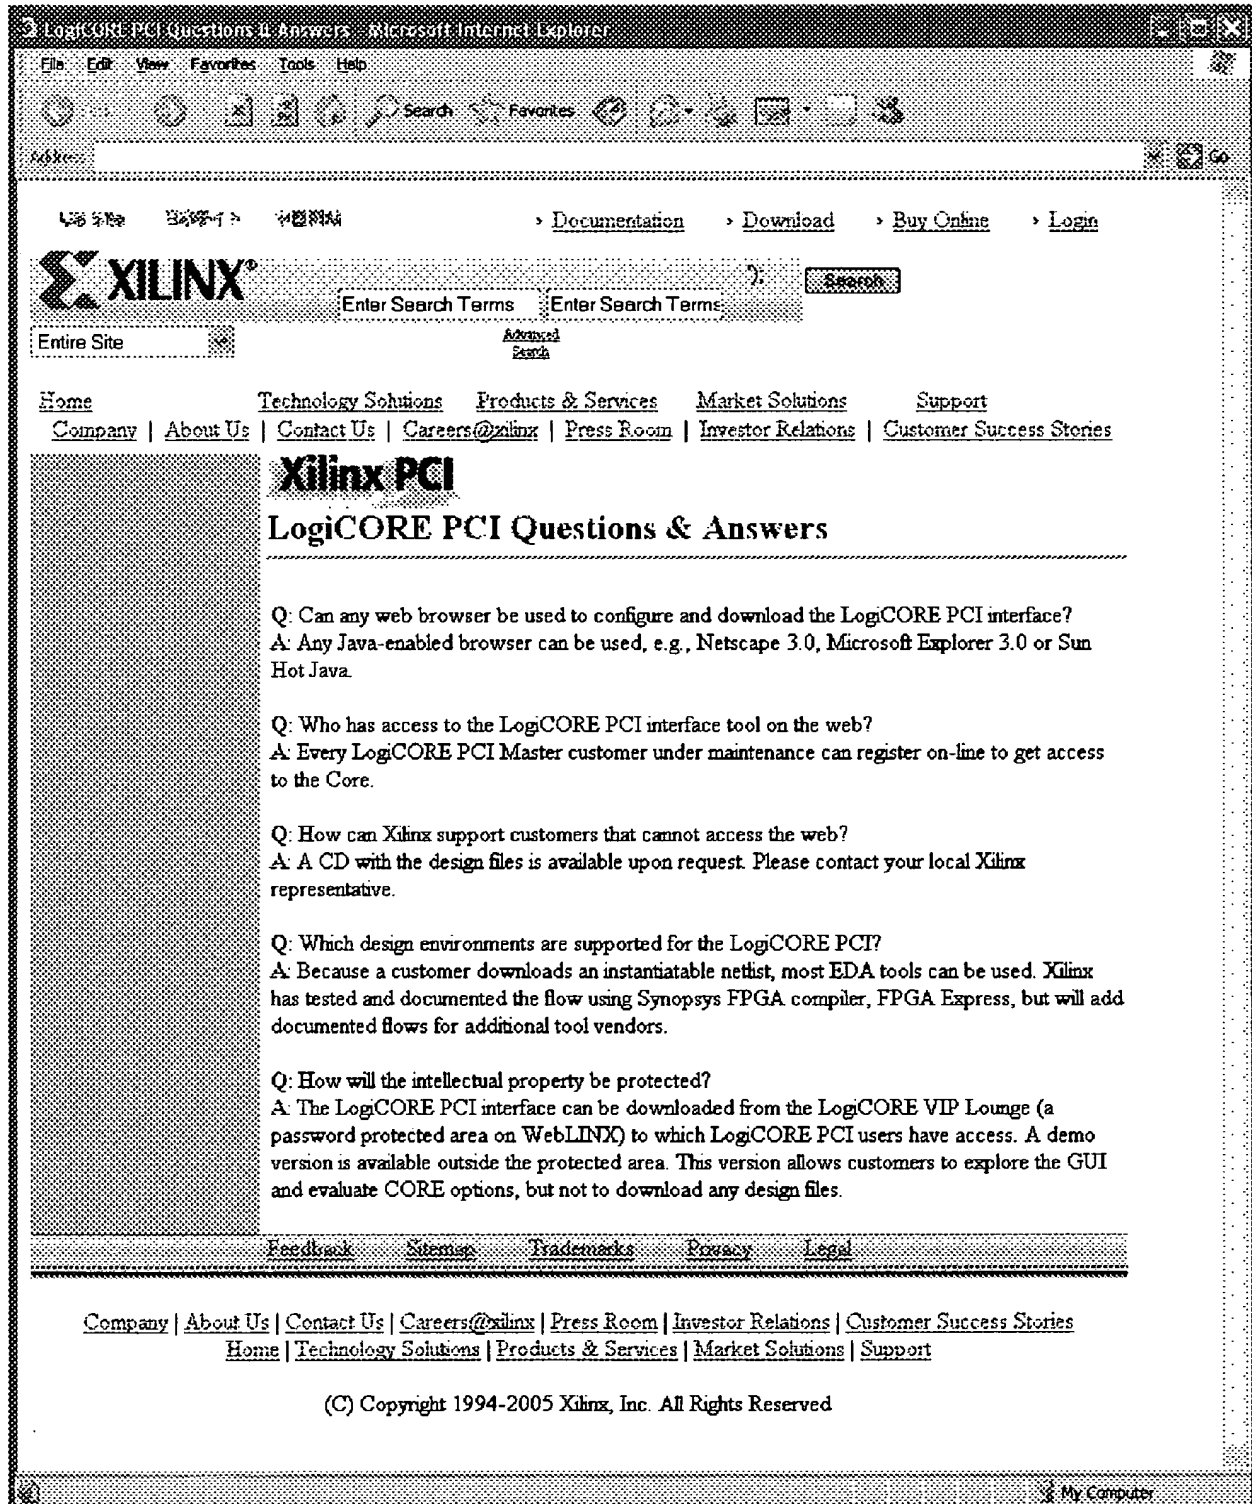 LogiCORE PCI Questions & Answers - Microsoft Internet Explorer
File Edit View Favorites Tools Help
Search Favorites
Address Go
› Documentation › Download › Buy Online › Login
XILINX®
Search
Enter Search Terms Enter Search Terms
Entire Site
Advanced
Search
Home Technology Solutions Products & Services Market Solutions Support
Company | About Us | Contact Us | Careers@xilinx | Press Room | Investor Relations | Customer Success Stories
Xilinx PCI
LogiCORE PCI Questions & Answers
Q: Can any web browser be used to configure and download the LogiCORE PCI interface?
A: Any Java-enabled browser can be used, e.g., Netscape 3.0, Microsoft Explorer 3.0 or Sun
Hot Java.
Q: Who has access to the LogiCORE PCI interface tool on the web?
A: Every LogiCORE PCI Master customer under maintenance can register on-line to get access
to the Core.
Q: How can Xilinx support customers that cannot access the web?
A: A CD with the design files is available upon request. Please contact your local Xilinx
representative.
Q: Which design environments are supported for the LogiCORE PCI?
A: Because a customer downloads an instantiatable netlist, most EDA tools can be used. Xilinx
has tested and documented the flow using Synopsys FPGA compiler, FPGA Express, but will add
documented flows for additional tool vendors.
Q: How will the intellectual property be protected?
A: The LogiCORE PCI interface can be downloaded from the LogiCORE VIP Lounge (a
password protected area on WebLINX) to which LogiCORE PCI users have access. A demo
version is available outside the protected area. This version allows customers to explore the GUI
and evaluate CORE options, but not to download any design files.
Feedback Sitemap Trademarks Privacy Legal
Company | About Us | Contact Us | Careers@xilinx | Press Room | Investor Relations | Customer Success Stories
Home | Technology Solutions | Products & Services | Market Solutions | Support
(C) Copyright 1994-2005 Xilinx, Inc. All Rights Reserved
My Computer